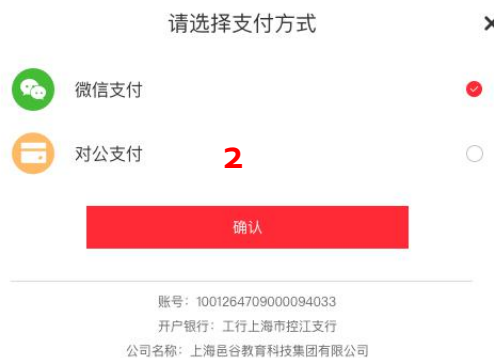 请选择支付方式
微信支付
对公支付
2
确认
账号：1001264709000094033
开户银行：工行上海市控江支行
公司名称：上海邑谷教育科技集团有限公司